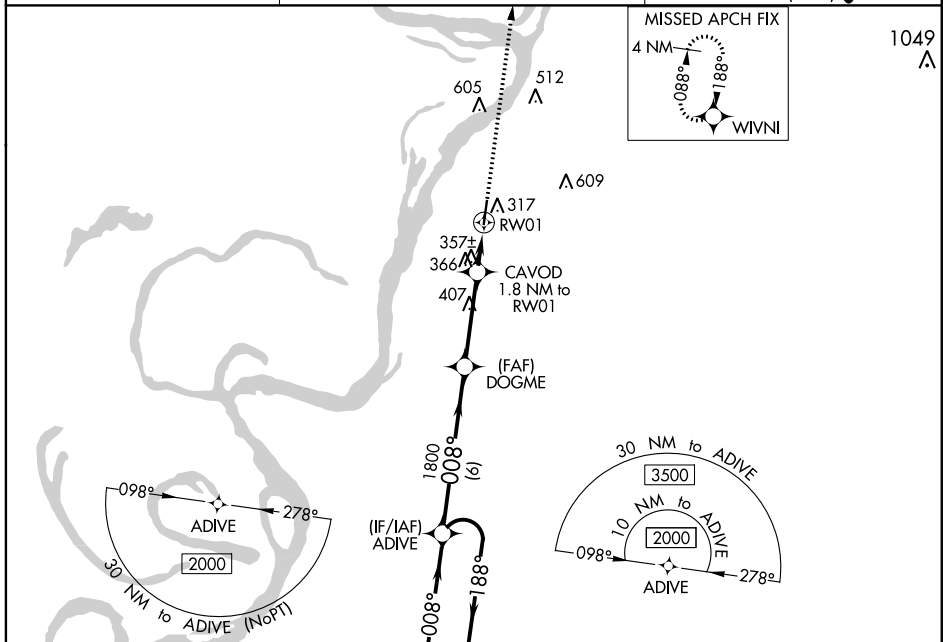 MISSED APCH FIX
4 NM
088°
188°
WIVNI
1049
605
512
609
317
RW01
357±
366
CAVOD
1.8 NM to
RW01
407
(FAF)
DOGME
1800
008°
(6)
(IF/IAF)
ADIVE
188°
008°
098°
278°
ADIVE
2000
30 NM to ADIVE (NoPT)
30 NM to ADIVE
3500
10 NM to ADIVE
2000
098°
278°
ADIVE